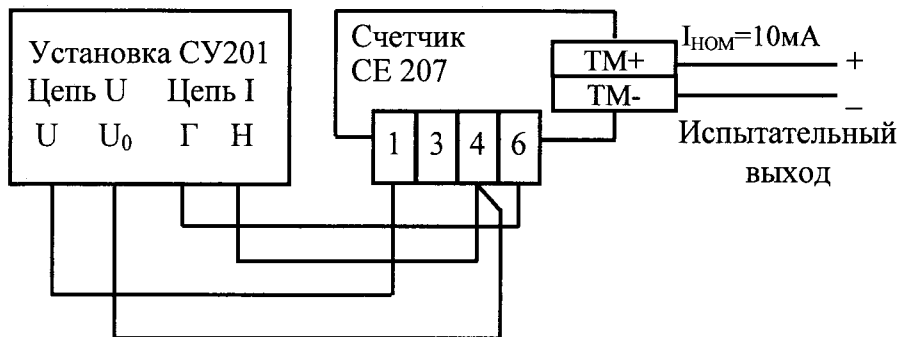 Установка СУ201
Цепь U Цепь I
U U₀ Г Н
Счетчик
СЕ 207
1 3 4 6
ТМ+
ТМ-
Iном=10мА
+
–
Испытательный
выход